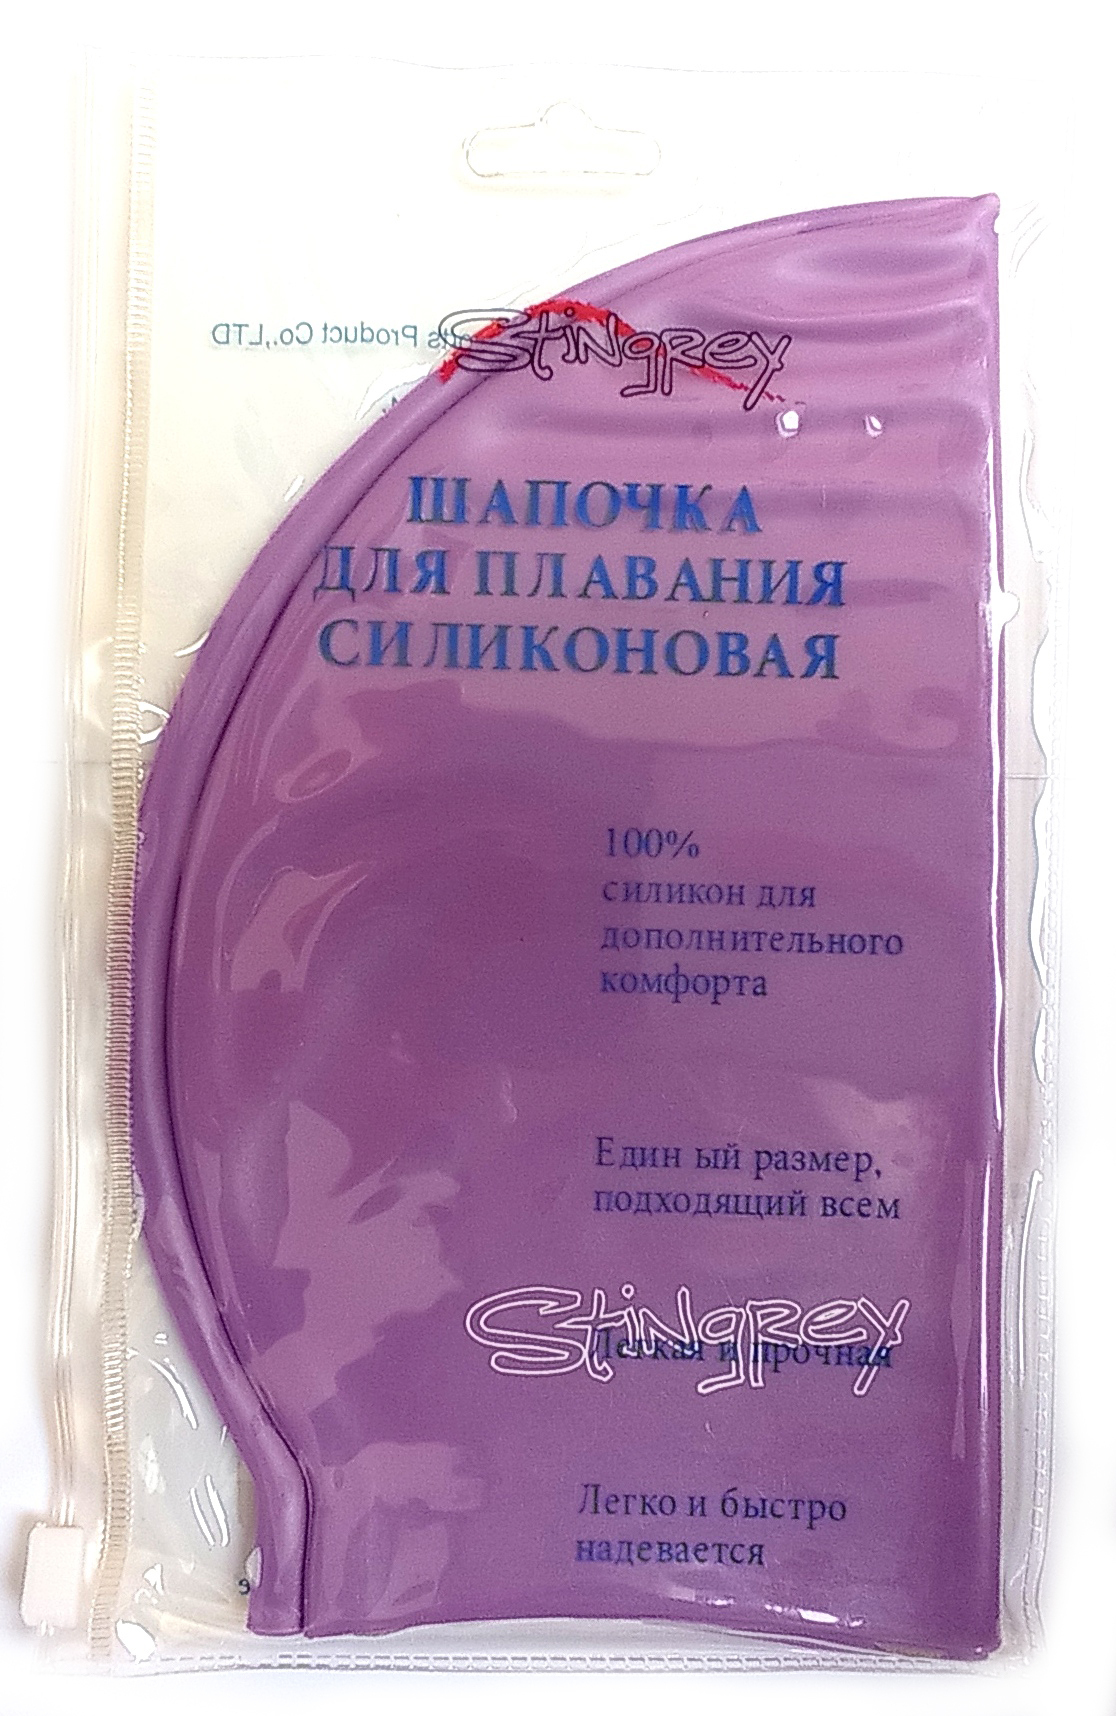 Stingrey
Product Co.,LTD
ШАПОЧКА
ДЛЯ ПЛАВАНИЯ
СИЛИКОНОВАЯ
100%
силикон для
дополнительного
комфорта
Един ый размер,
подходящий всем
Stingrey
Легкая и прочная
Легко и быстро
надевается